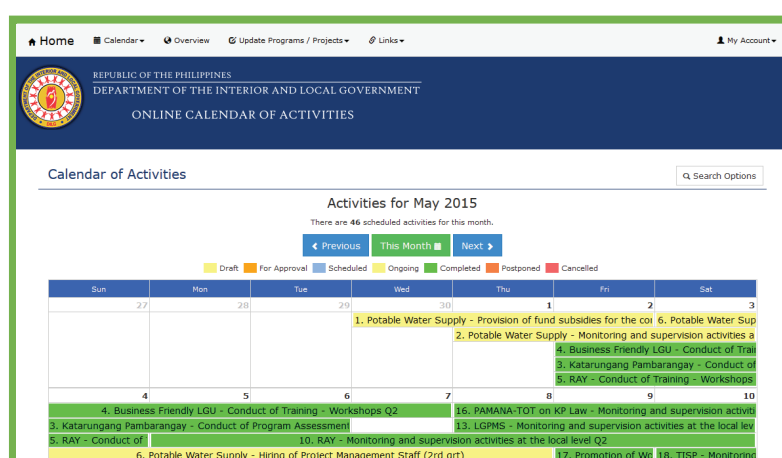 Home Calendar Overview Update Programs / Projects Links My Account
REPUBLIC OF THE PHILIPPINES
DEPARTMENT OF THE INTERIOR AND LOCAL GOVERNMENT
ONLINE CALENDAR OF ACTIVITIES
Calendar of Activities
Search Options
Activities for May 2015
There are 46 scheduled activities for this month.
Previous This Month Next
Draft For Approval Scheduled Ongoing Completed Postponed Cancelled
Sun Mon Tue Wed Thu Fri Sat
27 28 29 30 1 2 3
1. Potable Water Supply - Provision of fund subsidies for the 6. Potable Water Sup
2. Potable Water Supply - Monitoring and supervision activities a
4. Business Friendly LGU - Conduct of Trai
3. Katarungang Pambarangay - Conduct of
5. RAY - Conduct of Training - Workshops
4 5 6 7 8 9 10
4. Business Friendly LGU - Conduct of Training - Workshops Q2 16. PAMANA-TOT on KP Law - Monitoring and supervision activiti
3. Katarungang Pambarangay - Conduct of Program Assessment 13. LGPMS - Monitoring and supervision activities at the local lev
5. RAY - Conduct of 10. RAY - Monitoring and supervision activities at the local level Q2
6. Potable Water Supply - Hiring of Project Management Staff (2rd qrt) 17. Promotion of Wo 18. TISP - Monitoring